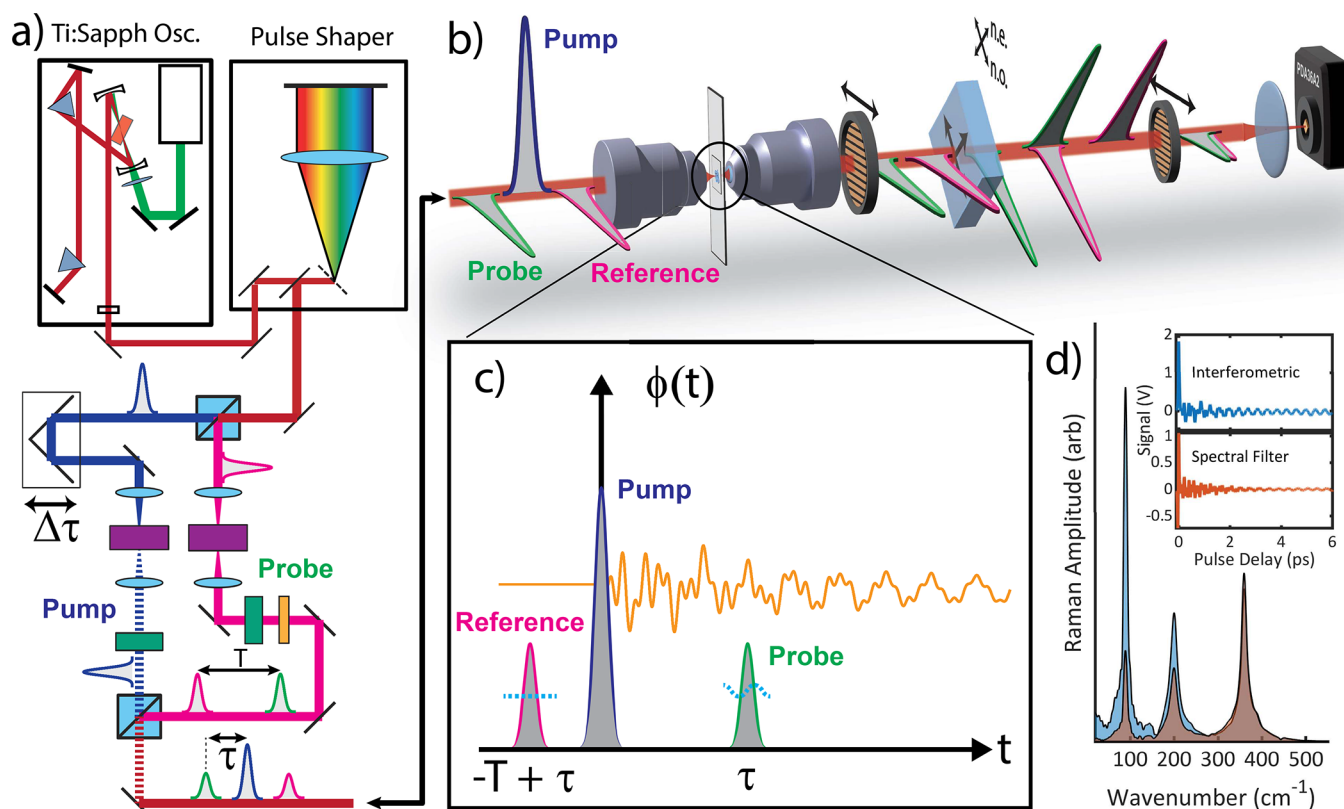 a)
Ti:Sapph Osc.
Pulse Shaper
Δτ
Probe
Pump
T
τ
b)
Pump
n.e.
n.o.
PDA36A2
Probe
Reference
c)
ϕ(t)
Pump
Reference
Probe
t
-T + τ
τ
d)
Raman Amplitude (arb)
Signal (V)
2
1
0
Interferometric
1.0
0.5
0
-0.5
Spectral Filter
0 2 4 6
Pulse Delay (ps)
100 200 300 400 500
Wavenumber (cm⁻¹)